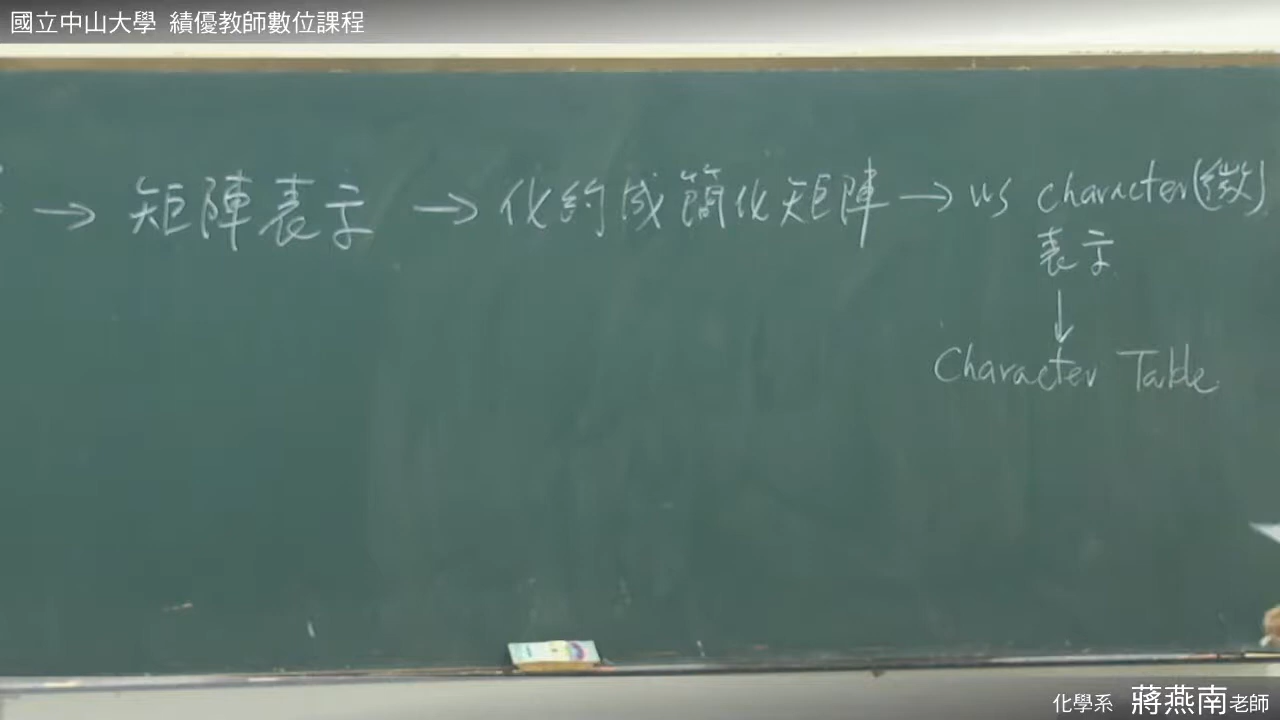 國立中山大學 績優教師數位課程
→ 矩陣表示 → 化約成簡化矩陣 → 以 character(徵)
表示
↓
Character Table
化學系 蔣燕南老師